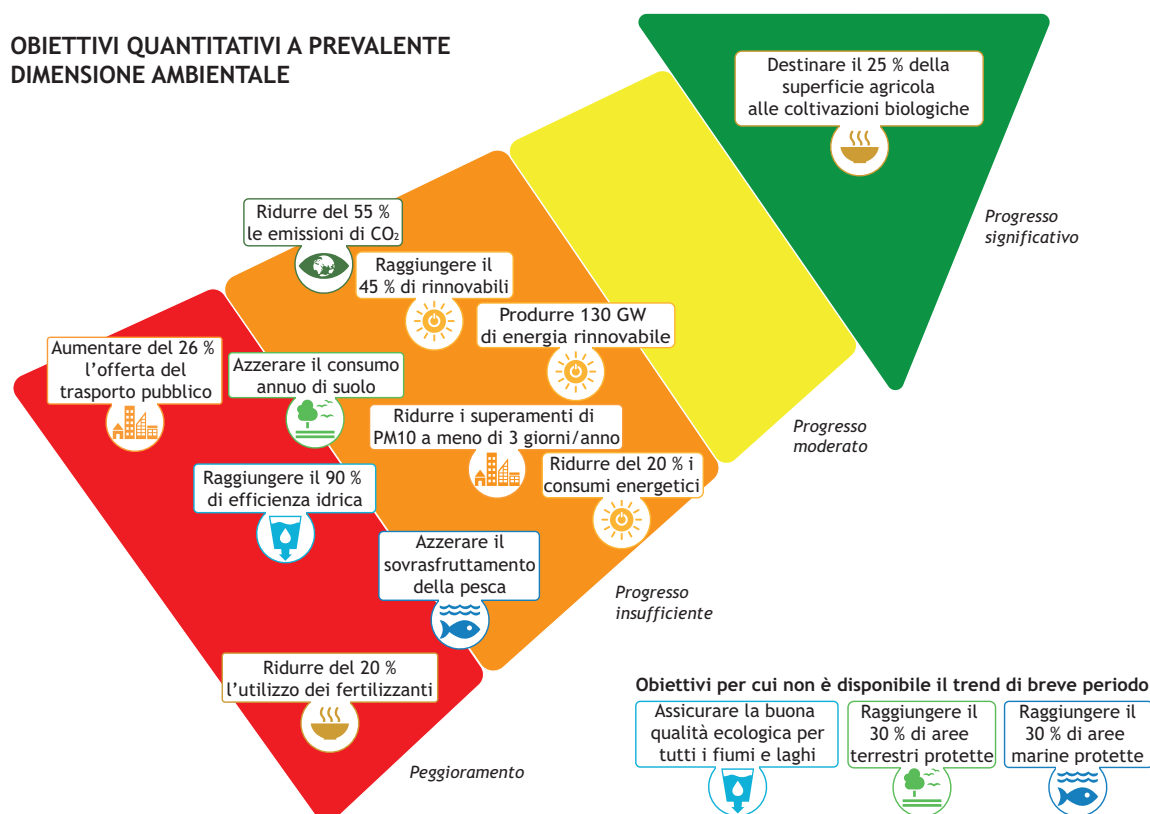 OBIETTIVI QUANTITATIVI A PREVALENTE
DIMENSIONE AMBIENTALE
Destinare il 25 % della
superficie agricola
alle coltivazioni biologiche
Progresso
significativo
Ridurre del 55 %
le emissioni di CO₂
Raggiungere il
45 % di rinnovabili
Produrre 130 GW
di energia rinnovabile
Aumentare del 26 %
l’offerta del
trasporto pubblico
Azzerare il consumo
annuo di suolo
Ridurre i superamenti di
PM10 a meno di 3 giorni/anno
Progresso
moderato
Raggiungere il 90 %
di efficienza idrica
Ridurre del 20 % i
consumi energetici
Azzerare il
sovrasfruttamento
della pesca
Progresso
insufficiente
Ridurre del 20 %
l’utilizzo dei fertilizzanti
Peggioramento
Obiettivi per cui non è disponibile il trend di breve periodo
Assicurare la buona
qualità ecologica per
tutti i fiumi e laghi
Raggiungere il
30 % di aree
terrestri protette
Raggiungere il
30 % di aree
marine protette